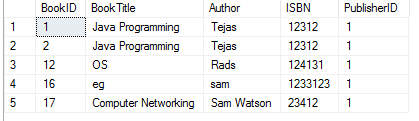 BookID BookTitle Author ISBN PublisherID
1 1 Java Programming Tejas 12312 1
2 2 Java Programming Tejas 12312 1
3 12 OS Rads 124131 1
4 16 eg sam 1233123 1
5 17 Computer Networking Sam Watson 23412 1